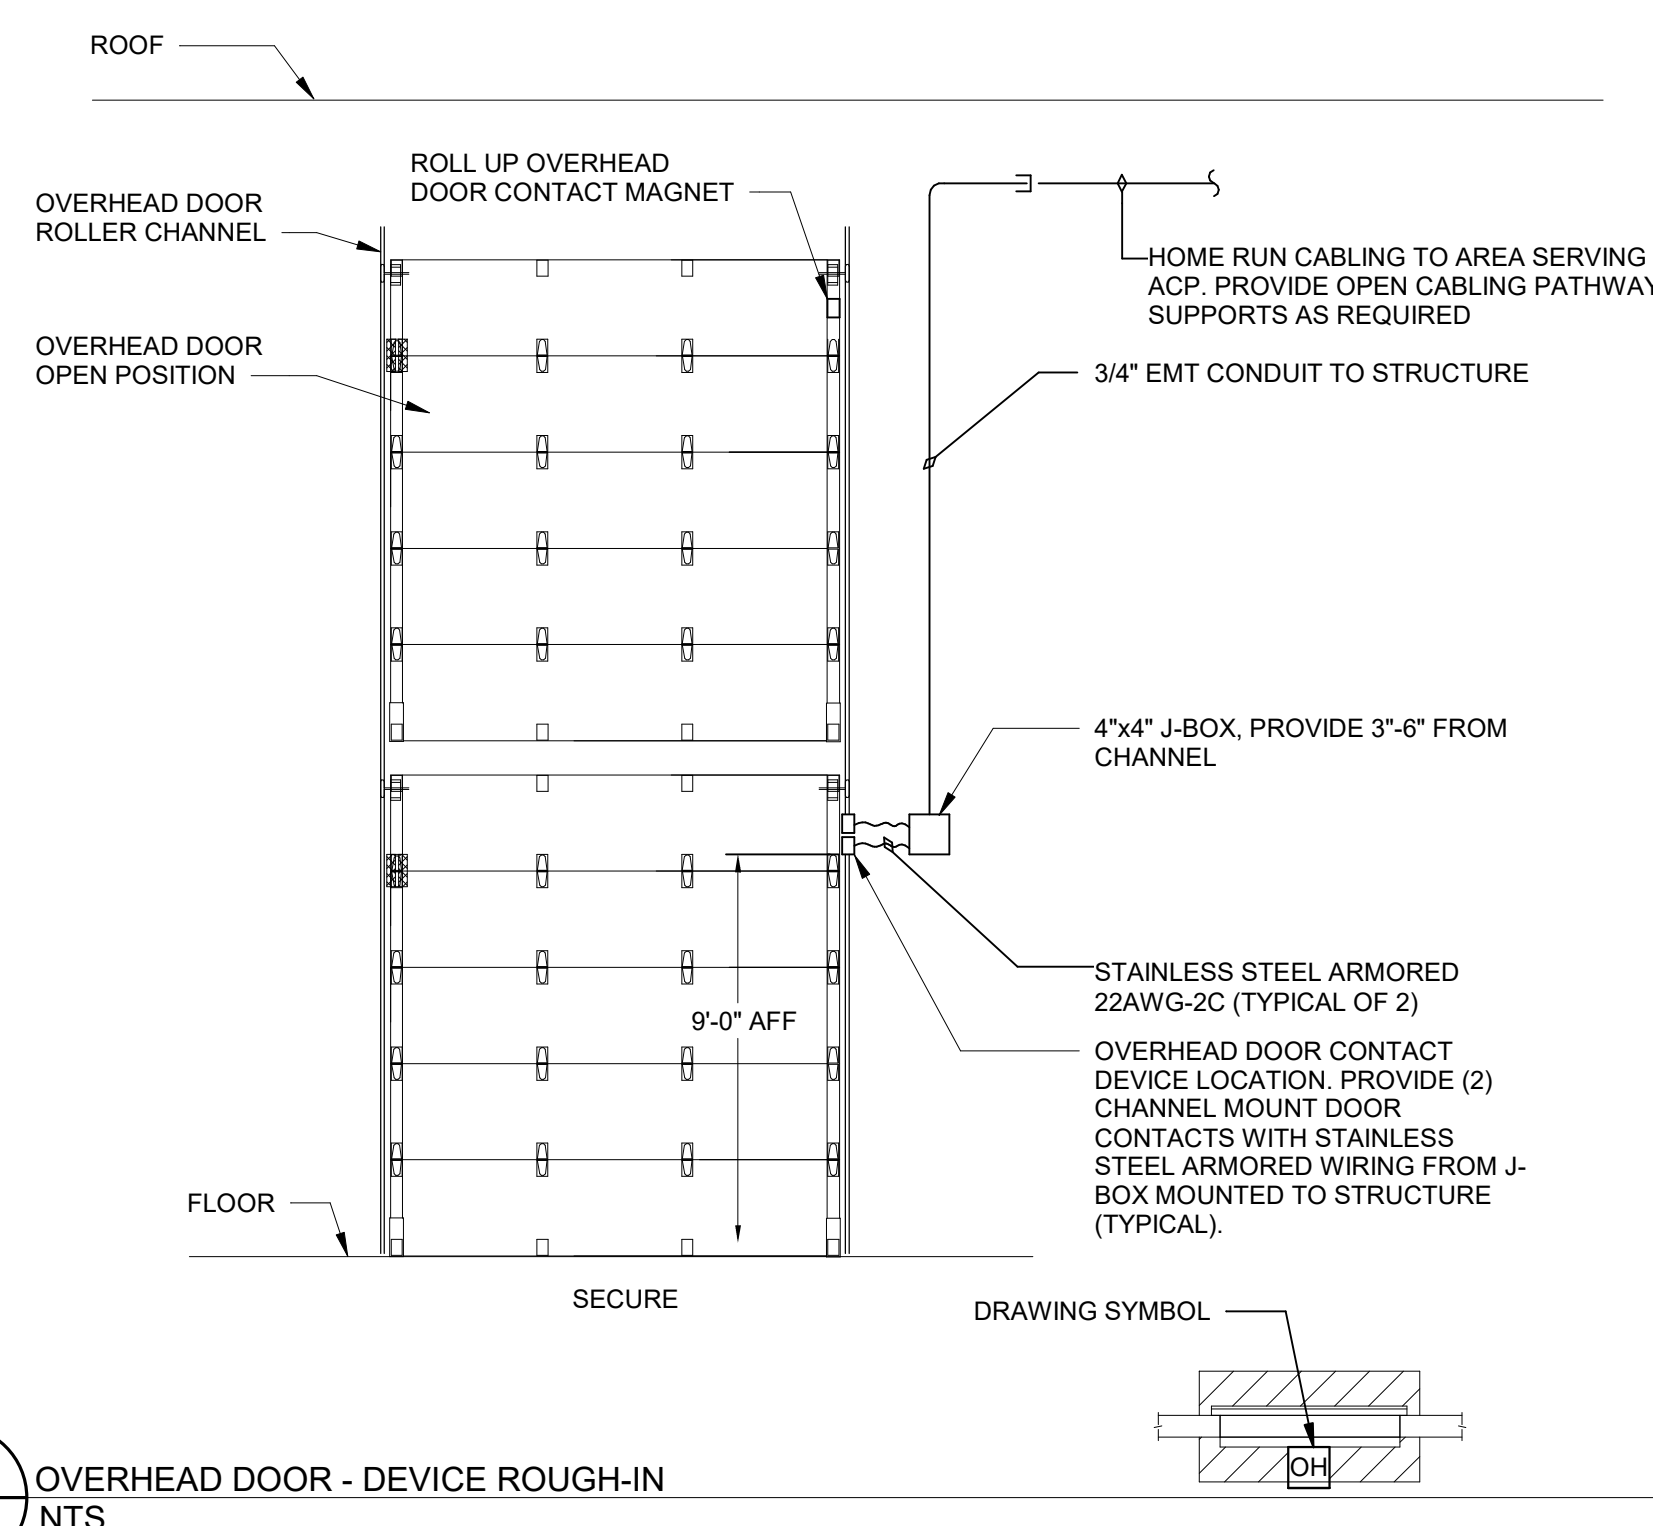 ROOF
ROLL UP OVERHEAD
DOOR CONTACT MAGNET
OVERHEAD DOOR
ROLLER CHANNEL
HOME RUN CABLING TO AREA SERVING
ACP. PROVIDE OPEN CABLING PATHWAY
SUPPORTS AS REQUIRED
OVERHEAD DOOR
OPEN POSITION
3/4" EMT CONDUIT TO STRUCTURE
4"x4" J-BOX, PROVIDE 3"-6" FROM
CHANNEL
STAINLESS STEEL ARMORED
22AWG-2C (TYPICAL OF 2)
9'-0" AFF
OVERHEAD DOOR CONTACT
DEVICE LOCATION. PROVIDE (2)
CHANNEL MOUNT DOOR
CONTACTS WITH STAINLESS
STEEL ARMORED WIRING FROM J-
BOX MOUNTED TO STRUCTURE
(TYPICAL).
FLOOR
SECURE
DRAWING SYMBOL
OH
OVERHEAD DOOR - DEVICE ROUGH-IN
NTS